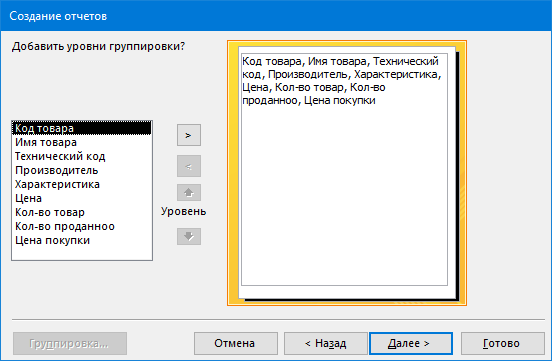 Создание отчетов
Добавить уровни группировки?
Код товара, Имя товара, Технический
код, Производитель, Характеристика,
Цена, Кол-во товар, Кол-во
проданноо, Цена покупки
Код товара
Имя товара
Технический код
Производитель
Характеристика
Цена
Кол-во товар
Кол-во проданноо
Цена покупки
>
<
Уровень
Группировка...
Отмена
< Назад
Далее >
Готово